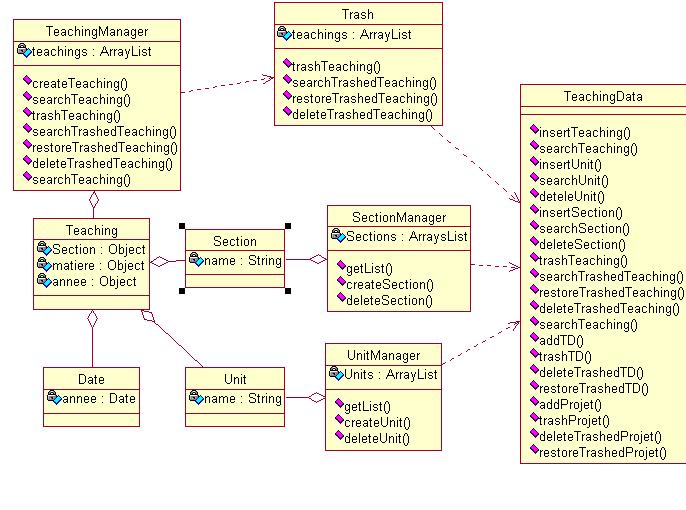 TeachingManager
teachings : ArrayList
createTeaching()
searchTeaching()
trashTeaching()
searchTrashedTeaching()
restoreTrashedTeaching()
deleteTrashedTeaching()
searchTeaching()
Trash
teachings : ArrayList
trashTeaching()
searchTrashedTeaching()
restoreTrashedTeaching()
deleteTrashedTeaching()
TeachingData
insertTeaching()
searchTeaching()
insertUnit()
searchUnit()
deteleUnit()
insertSection()
searchSection()
deleteSection()
trashTeaching()
searchTrashedTeaching()
restoreTrashedTeaching()
deleteTrashedTeaching()
searchTeaching()
addTD()
trashTD()
deleteTrashedTD()
restoreTrashedTD()
addProjet()
trashProjet()
deleteTrashedProjet()
restoreTrashedProjet()
Teaching
Section : Object
matiere : Object
annee : Object
Section
name : String
SectionManager
Sections : ArraysList
getList()
createSection()
deleteSection()
Date
annee : Date
Unit
name : String
UnitManager
Units : ArrayList
getList()
createUnit()
deleteUnit()